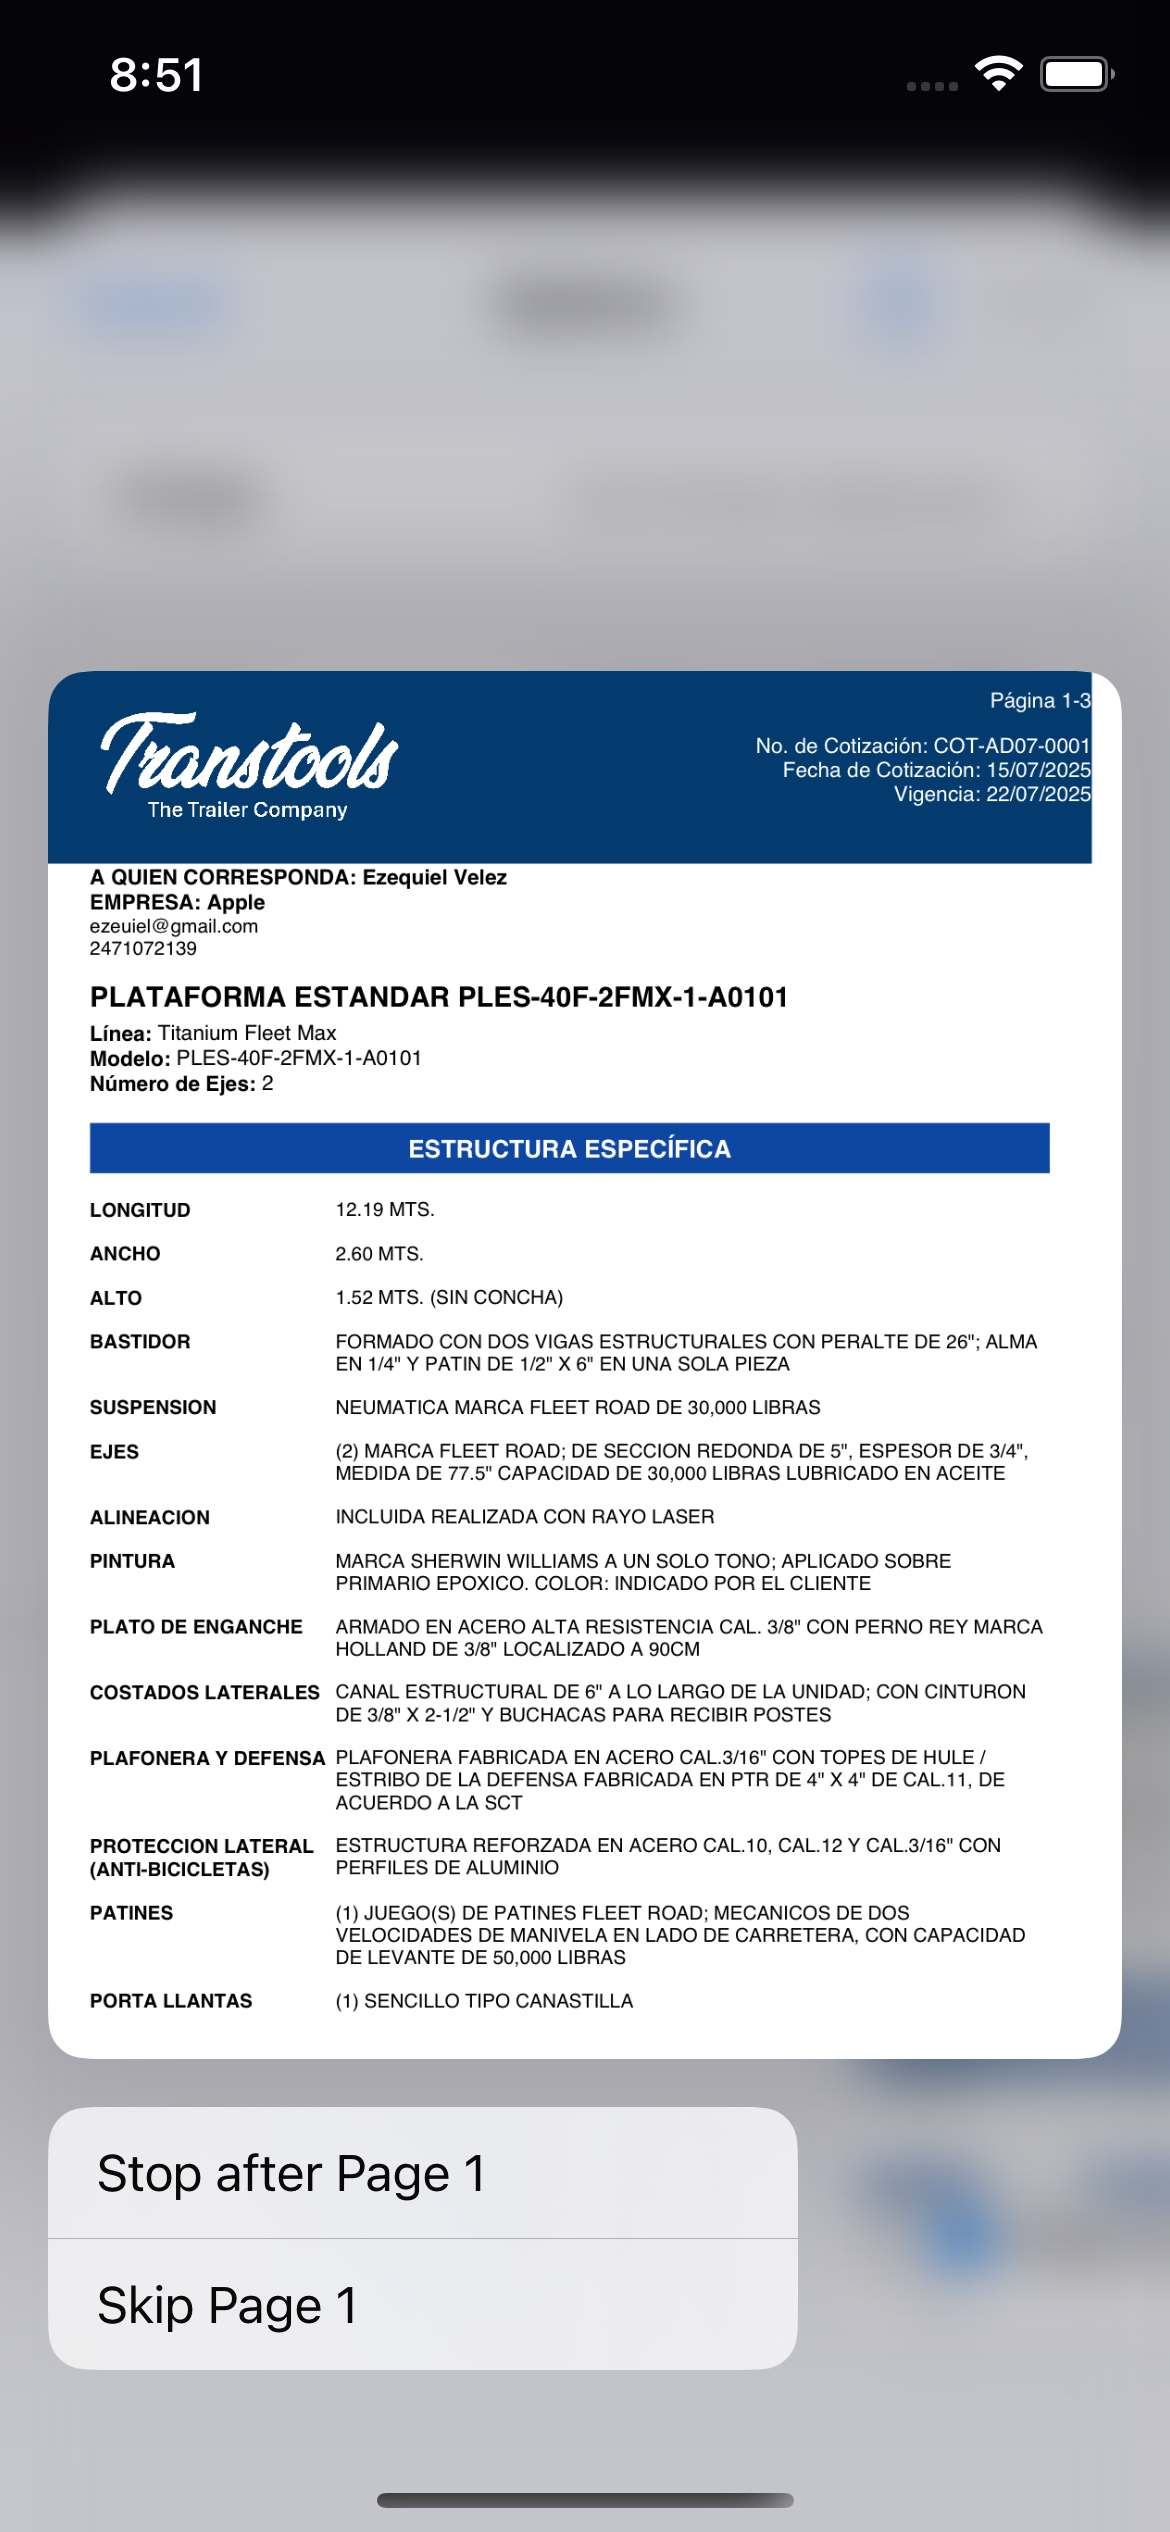 8:51
Transtools
The Trailer Company
Página 1-3
No. de Cotización: COT-AD07-0001
Fecha de Cotización: 15/07/2025
Vigencia: 22/07/2025
A QUIEN CORRESPONDA: Ezequiel Velez
EMPRESA: Apple
ezeuiel@gmail.com
2471072139
PLATAFORMA ESTANDAR PLES-40F-2FMX-1-A0101
Línea: Titanium Fleet Max
Modelo: PLES-40F-2FMX-1-A0101
Número de Ejes: 2
ESTRUCTURA ESPECÍFICA
LONGITUD 12.19 MTS.
ANCHO 2.60 MTS.
ALTO 1.52 MTS. (SIN CONCHA)
BASTIDOR FORMADO CON DOS VIGAS ESTRUCTURALES CON PERALTE DE 26"; ALMA
EN 1/4" Y PATIN DE 1/2" X 6" EN UNA SOLA PIEZA
SUSPENSION NEUMATICA MARCA FLEET ROAD DE 30,000 LIBRAS
EJES (2) MARCA FLEET ROAD; DE SECCION REDONDA DE 5", ESPESOR DE 3/4",
MEDIDA DE 77.5" CAPACIDAD DE 30,000 LIBRAS LUBRICADO EN ACEITE
ALINEACION INCLUIDA REALIZADA CON RAYO LASER
PINTURA MARCA SHERWIN WILLIAMS A UN SOLO TONO; APLICADO SOBRE
PRIMARIO EPOXICO. COLOR: INDICADO POR EL CLIENTE
PLATO DE ENGANCHE ARMADO EN ACERO ALTA RESISTENCIA CAL. 3/8" CON PERNO REY MARCA
HOLLAND DE 3/8" LOCALIZADO A 90CM
COSTADOS LATERALES CANAL ESTRUCTURAL DE 6" A LO LARGO DE LA UNIDAD; CON CINTURON
DE 3/8" X 2-1/2" Y BUCHACAS PARA RECIBIR POSTES
PLAFONERA Y DEFENSA PLAFONERA FABRICADA EN ACERO CAL.3/16" CON TOPES DE HULE /
ESTRIBO DE LA DEFENSA FABRICADA EN PTR DE 4" X 4" DE CAL.11, DE
ACUERDO A LA SCT
PROTECCION LATERAL ESTRUCTURA REFORZADA EN ACERO CAL.10, CAL.12 Y CAL.3/16" CON
(ANTI-BICICLETAS) PERFILES DE ALUMINIO
PATINES (1) JUEGO(S) DE PATINES FLEET ROAD; MECANICOS DE DOS
VELOCIDADES DE MANIVELA EN LADO DE CARRETERA, CON CAPACIDAD
DE LEVANTE DE 50,000 LIBRAS
PORTA LLANTAS (1) SENCILLO TIPO CANASTILLA
Stop after Page 1
Skip Page 1